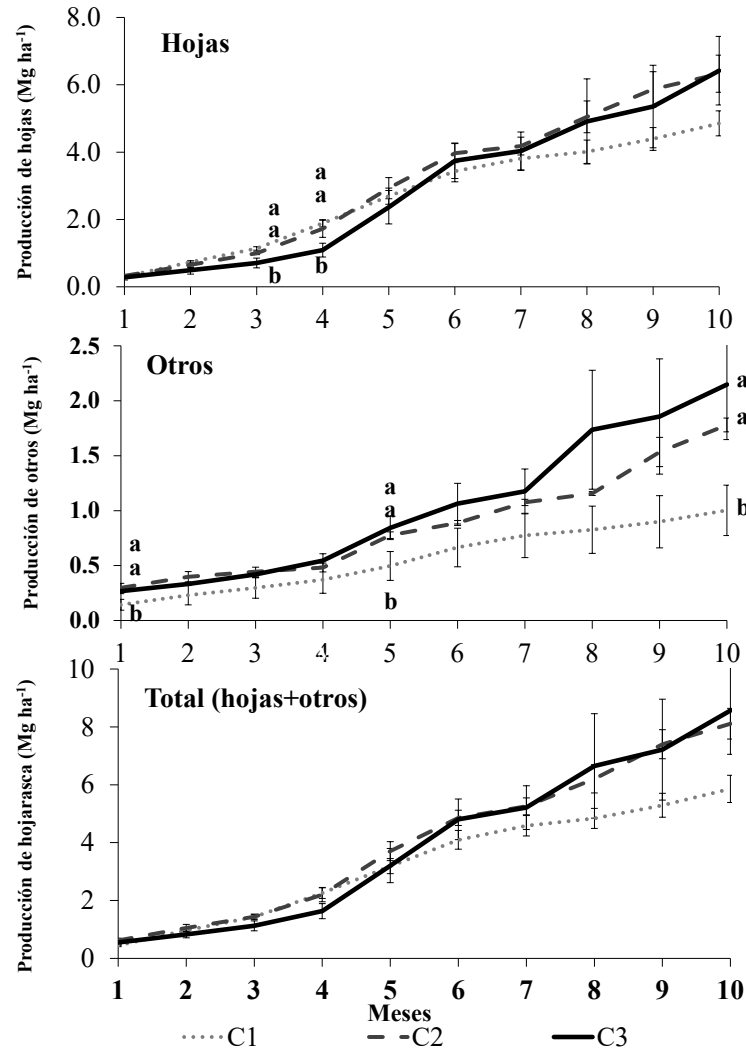 8.0
Hojas
6.0
4.0
2.0
0.0
Producción de hojas (Mg ha-1)
a
a
a
a
b
b
1 2 3 4 5 6 7 8 9 10
2.5
Otros
2.0
1.5
1.0
0.5
0.0
Producción de otros (Mg ha-1)
a
a
b
a
a
b
a
a
b
1 2 3 4 5 6 7 8 9 10
10
Total (hojas+otros)
8
6
4
2
0
Producción de hojarasca (Mg ha-1)
1 2 3 4 5 6 7 8 9 10
Meses
C1 C2 C3